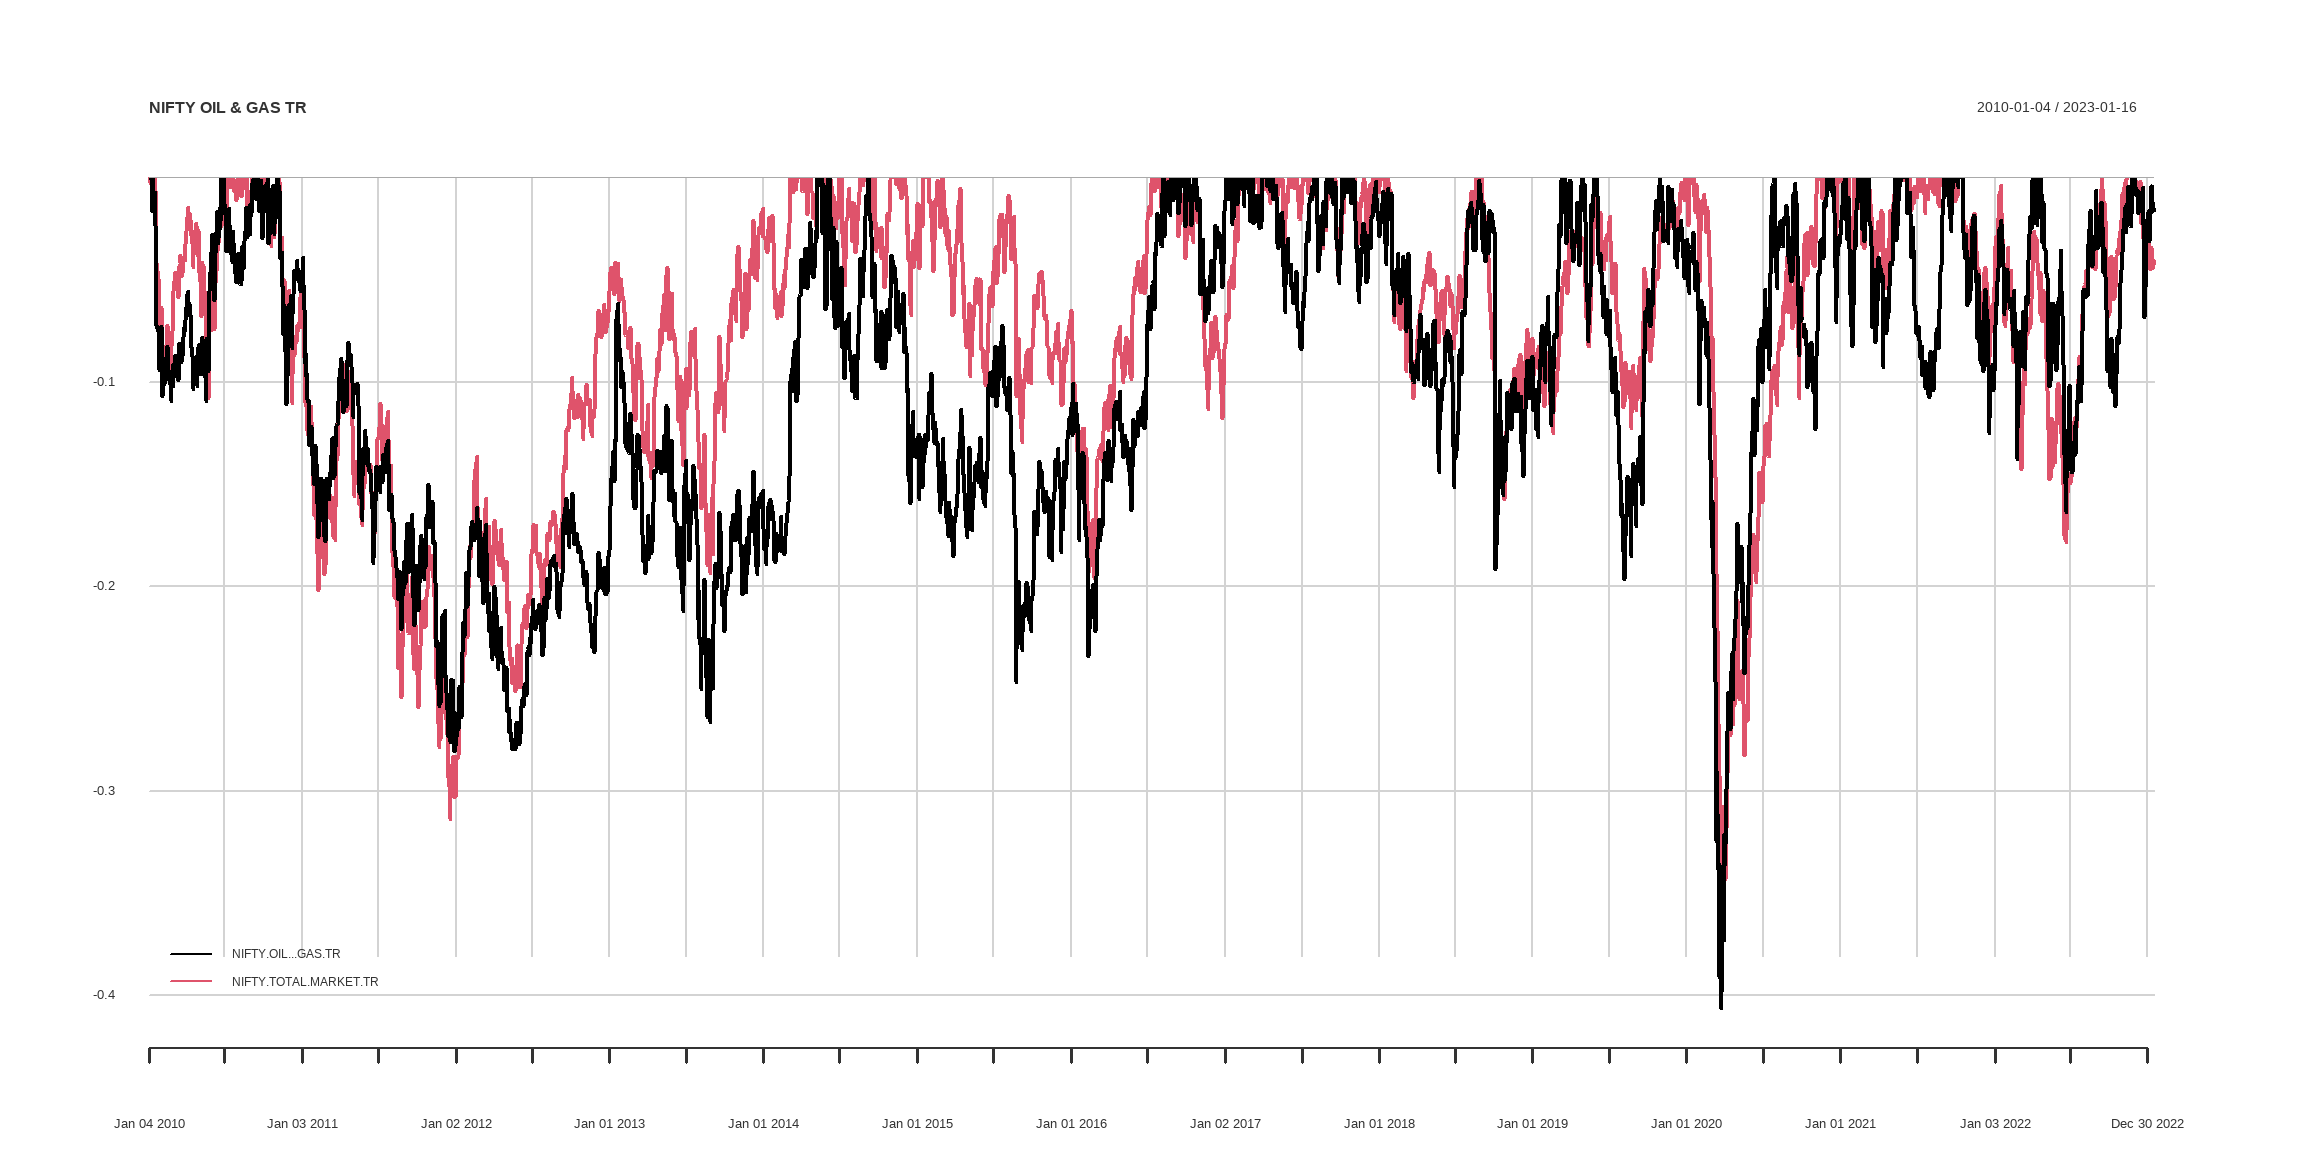 NIFTY OIL & GAS TR
2010-01-04 / 2023-01-16
-0.1
-0.2
-0.3
-0.4
NIFTY.OIL...GAS.TR
NIFTY.TOTAL.MARKET.TR
Jan 04 2010 Jan 03 2011 Jan 02 2012 Jan 01 2013 Jan 01 2014 Jan 01 2015 Jan 01 2016 Jan 02 2017 Jan 01 2018 Jan 01 2019 Jan 01 2020 Jan 01 2021 Jan 03 2022 Dec 30 2022